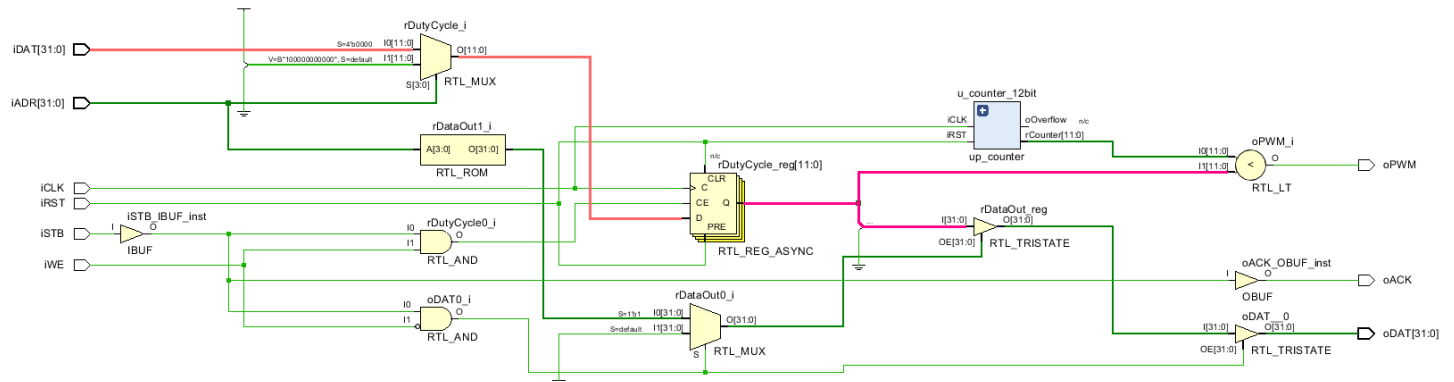 rDutyCycle_i
iDAT[31:0]
S=4'b0000
I0[11:0]
O[11:0]
V=B"100000000000", S=default
I1[11:0]
S[3:0]
RTL_MUX
iADR[31:0]
rDataOut1_i
A[3:0]
O[31:0]
RTL_ROM
u_counter_12bit
iCLK
oOverflow
n/c
iRST
rCounter[11:0]
up_counter
oPWM_i
I0[11:0]
I1[11:0]
<
O
oPWM
RTL_LT
n/c
rDutyCycle_reg[11:0]
CLR
C
CE
Q
D
PRE
RTL_REG_ASYNC
iCLK
iRST
iSTB
iSTB_IBUF_inst
I
O
IBUF
iWE
rDutyCycle0_i
I0
I1
O
RTL_AND
...
rDataOut_reg
I[31:0]
O[31:0]
OE[31:0]
RTL_TRISTATE
oACK_OBUF_inst
I
O
OBUF
oACK
oDAT0_i
I0
I1
O
RTL_AND
rDataOut0_i
S=1'b1
I0[31:0]
S=default
I1[31:0]
O[31:0]
S
RTL_MUX
oDAT__0
I[31:0]
O[31:0]
OE[31:0]
RTL_TRISTATE
oDAT[31:0]